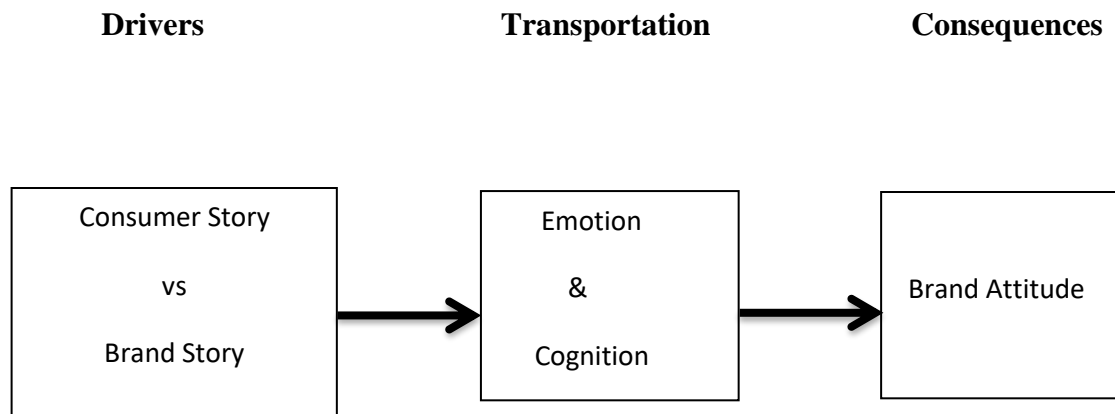 Drivers
Transportation
Consequences
Consumer Story
vs
Brand Story
Emotion
&
Cognition
Brand Attitude